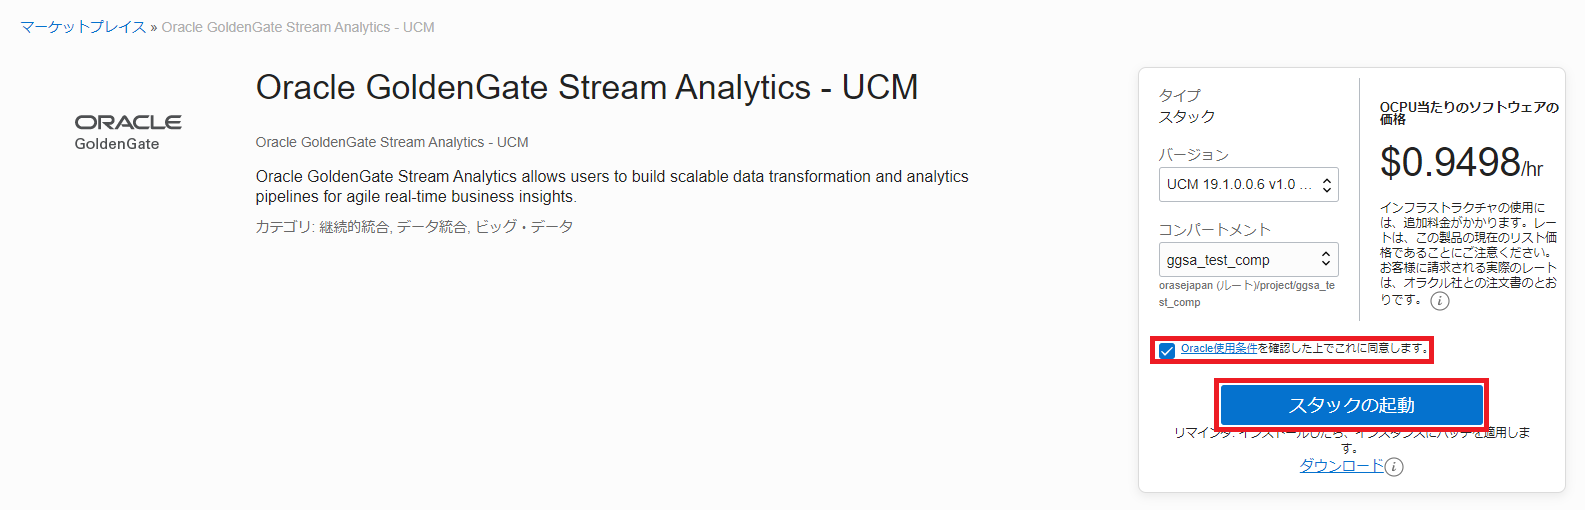 マーケットプレイス » Oracle GoldenGate Stream Analytics - UCM
ORACLE
GoldenGate
Oracle GoldenGate Stream Analytics - UCM
Oracle GoldenGate Stream Analytics - UCM
Oracle GoldenGate Stream Analytics allows users to build scalable data transformation and analytics
pipelines for agile real-time business insights.
カテゴリ: 継続的統合, データ統合, ビッグ・データ
タイプ
スタック
バージョン
UCM 19.1.0.0.6 v1.0 ...
コンパートメント
ggsa_test_comp
orasejapan (ルート)/project/ggsa_te
st_comp
OCPU当たりのソフトウェアの
価格
$0.9498/hr
インフラストラクチャの使用に
は、追加料金がかかります。レー
トは、この製品の現在のリスト価
格であることにご注意ください。
お客様に請求される実際のレート
は、オラクル社との注文書のとお
りです。
Oracle使用条件を確認した上でこれに同意します。
スタックの起動
リマインダ: インストールしたら、インスタンスにパッチを適用しま
す。
ダウンロード